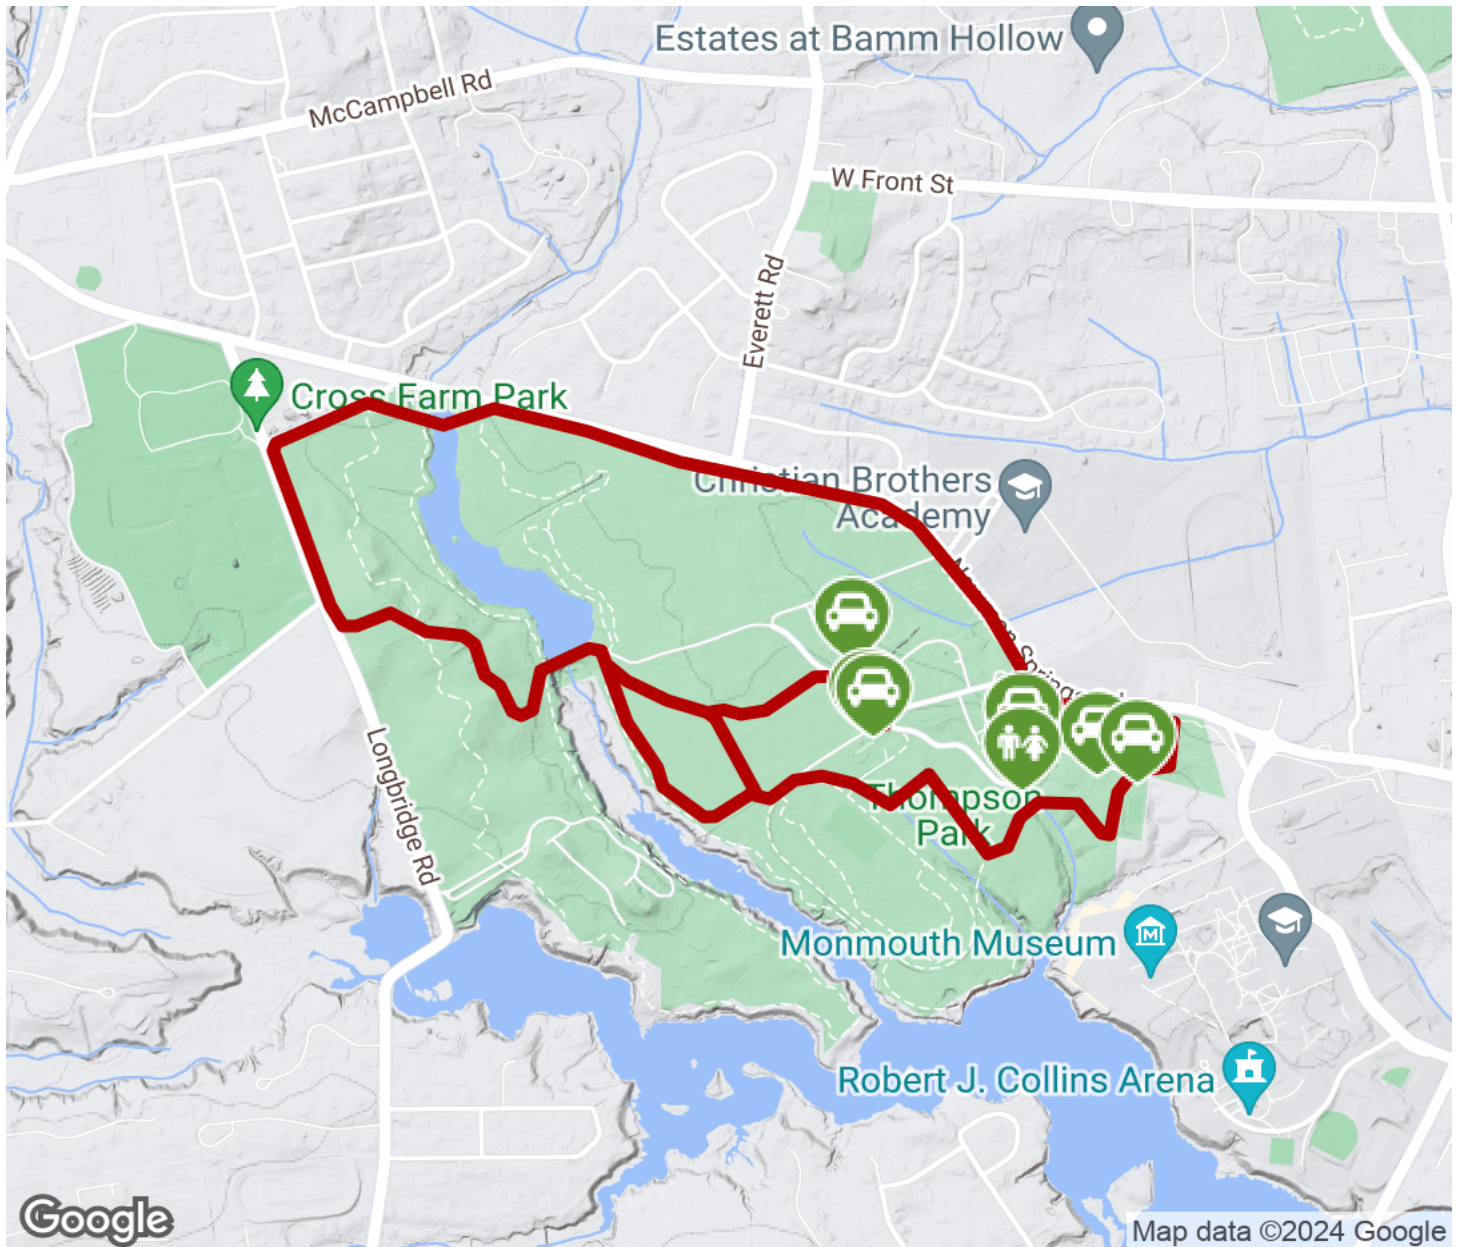 Estates at Bamm Hollow
McCampbell Rd
W Front St
Everett Rd
Cross Farm Park
Christian Brothers
Academy
Longbridge Rd
Thompson
Park
Monmouth Museum
M
Robert J. Collins Arena
Google
Map data ©2024 Google